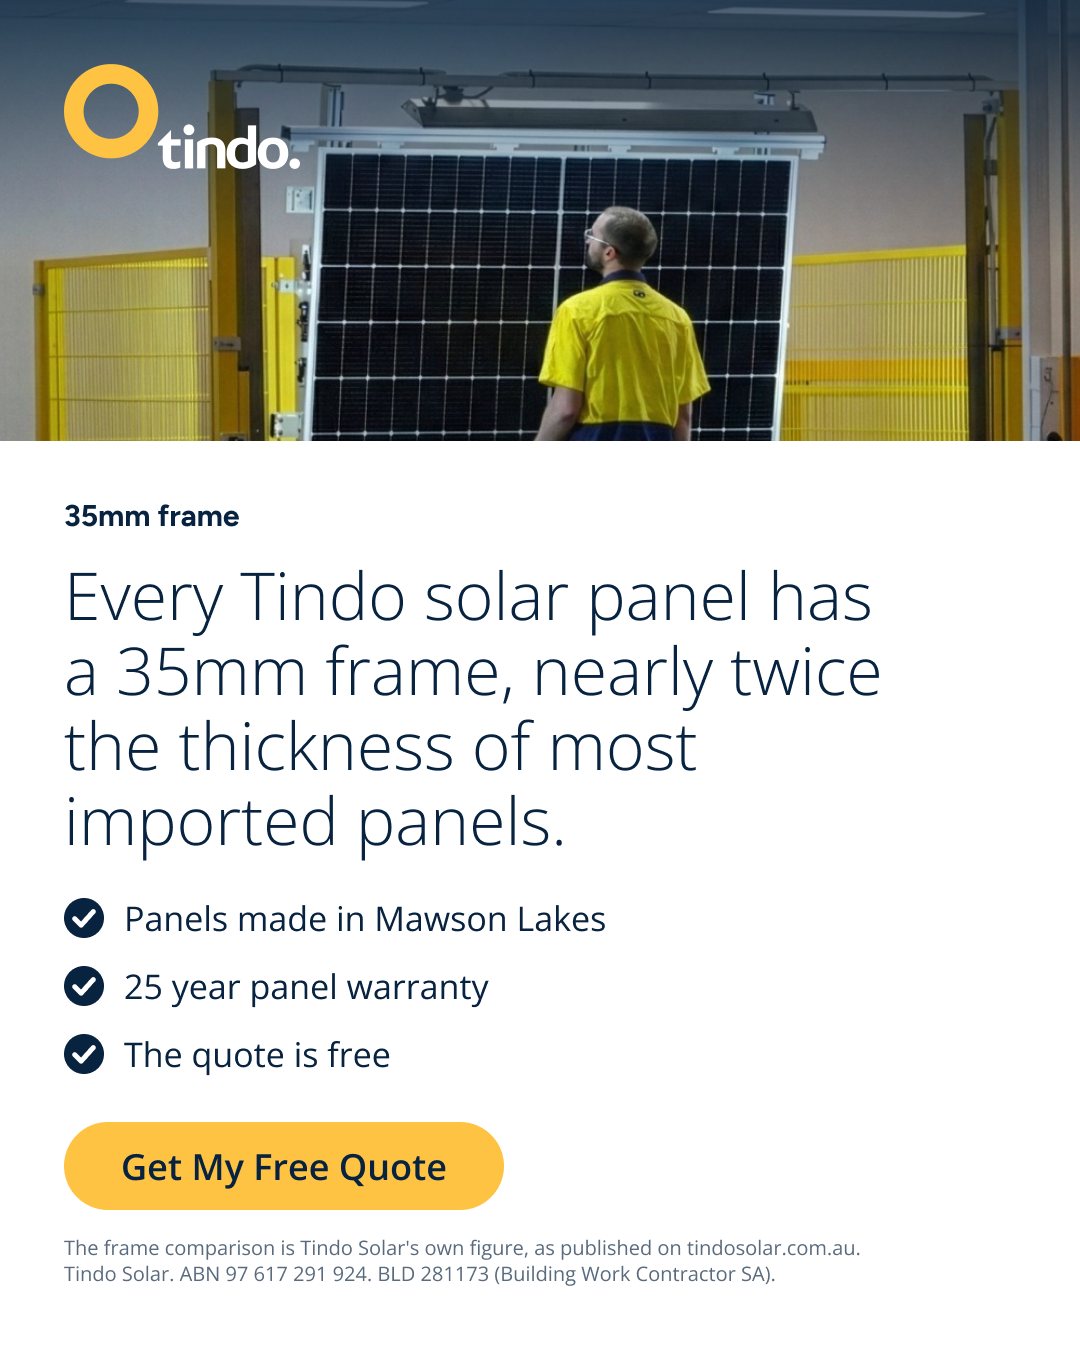 tindo.
35mm frame
Every Tindo solar panel has
a 35mm frame, nearly twice
the thickness of most
imported panels.
Panels made in Mawson Lakes
25 year panel warranty
The quote is free
Get My Free Quote
The frame comparison is Tindo Solar's own figure, as published on tindosolar.com.au.
Tindo Solar. ABN 97 617 291 924. BLD 281173 (Building Work Contractor SA).